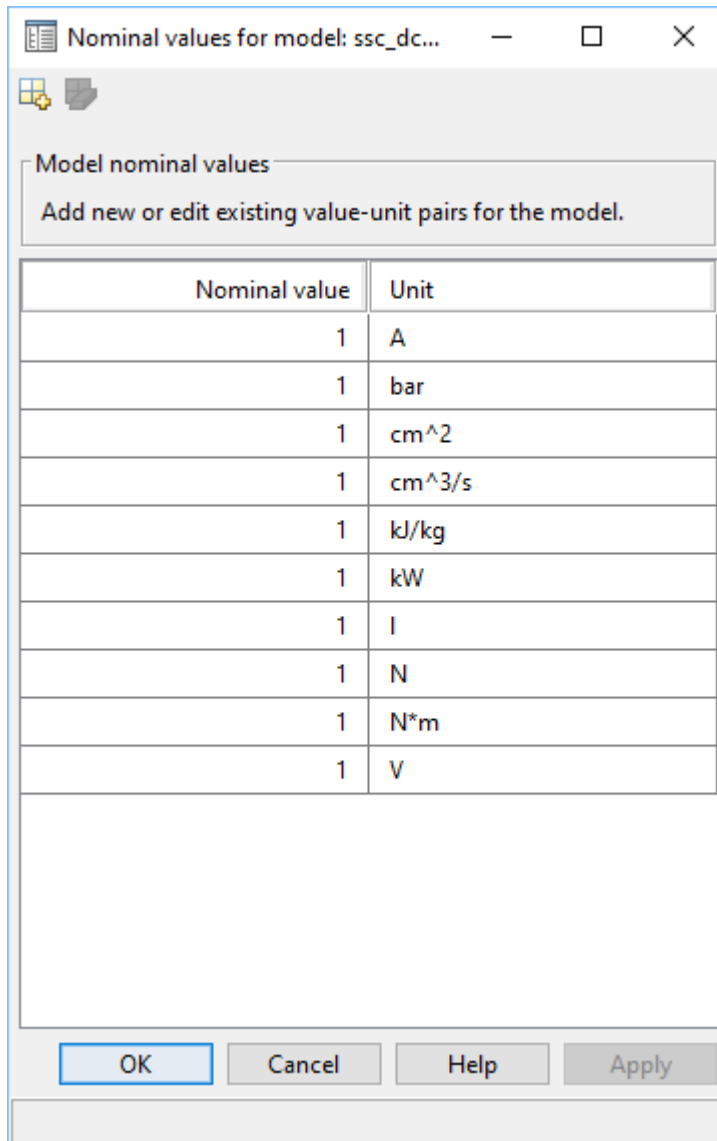 Nominal values for model: ssc_dc...
Model nominal values
Add new or edit existing value-unit pairs for the model.
Nominal value Unit
1 A
1 bar
1 cm^2
1 cm^3/s
1 kJ/kg
1 kW
1 l
1 N
1 N*m
1 V
OK Cancel Help Apply